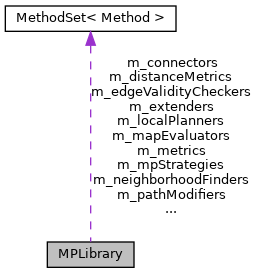 MethodSet< Method >
m_connectors
m_distanceMetrics
m_edgeValidityCheckers
m_extenders
m_localPlanners
m_mapEvaluators
m_metrics
m_mpStrategies
m_neighborhoodFinders
m_pathModifiers
...
MPLibrary